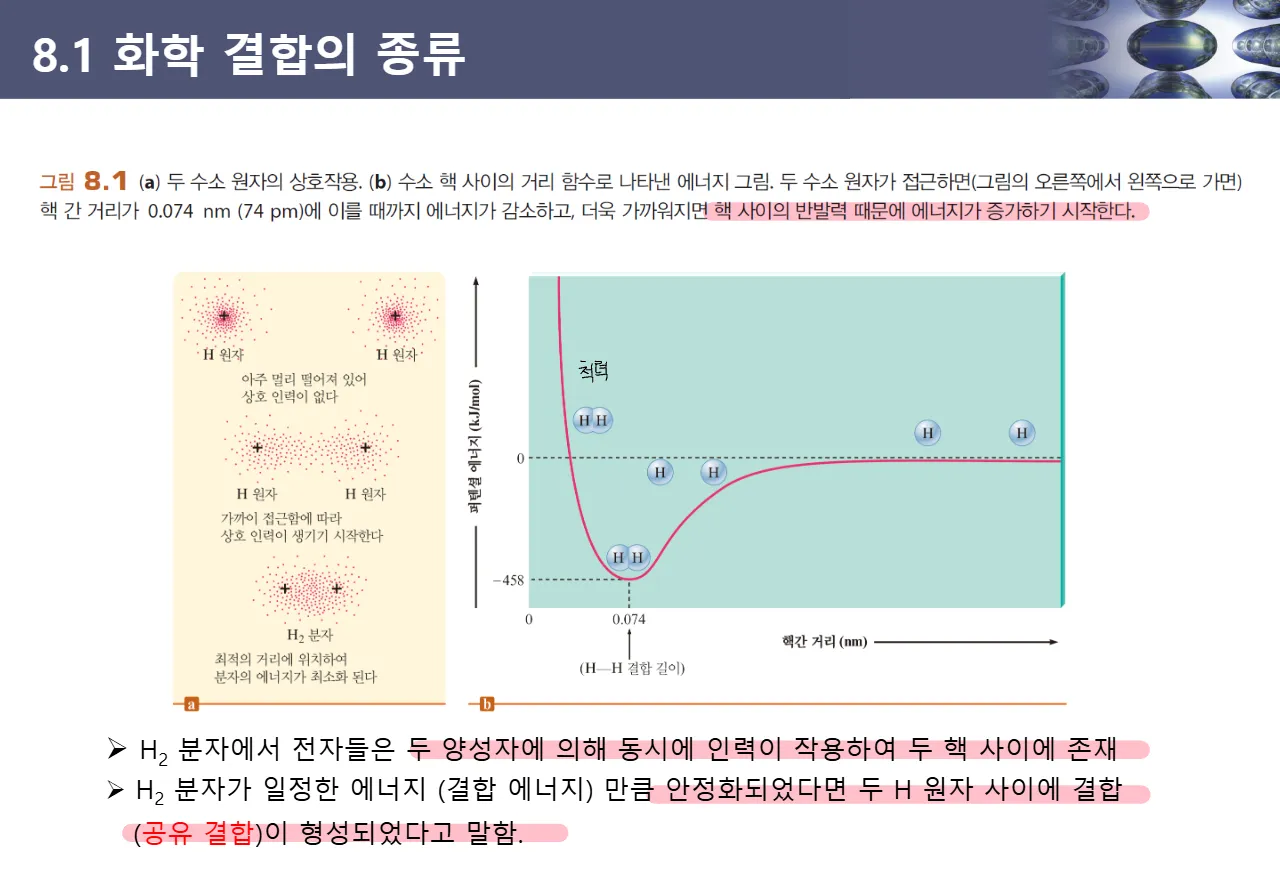 8.1 화학 결합의 종류
그림 8.1 (a) 두 수소 원자의 상호작용. (b) 수소 핵 사이의 거리 함수로 나타낸 에너지 그림. 두 수소 원자가 접근하면(그림의 오른쪽에서 왼쪽으로 가면)
핵 간 거리가 0.074 nm (74 pm)에 이를 때까지 에너지가 감소하고, 더욱 가까워지면 핵 사이의 반발력 때문에 에너지가 증가하기 시작한다.
+ +
H 원자 H 원자
아주 멀리 떨어져 있어
상호 인력이 없다
+ +
H 원자 H 원자
가까이 접근함에 따라
상호 인력이 생기기 시작한다
+ +
H2 분자
최적의 거리에 위치하여
분자의 에너지가 최소화 된다
a
퍼텐셜 에너지 (kJ/mol)
척력
H H
H H
0
H H
H H
−458
0 0.074
핵간 거리 (nm)
(H—H 결합 길이)
b
➢ H2 분자에서 전자들은 두 양성자에 의해 동시에 인력이 작용하여 두 핵 사이에 존재
➢ H2 분자가 일정한 에너지 (결합 에너지) 만큼 안정화되었다면 두 H 원자 사이에 결합
(공유 결합)이 형성되었다고 말함.